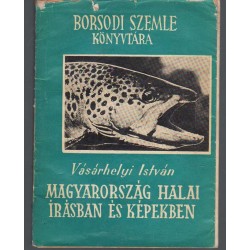 BORSODI SZEMLE
KÖNYVTÁRA
Vásárhelyi István
MAGYARORSZÁG HALAI
ÍRÁSBAN ÉS KÉPEKBEN